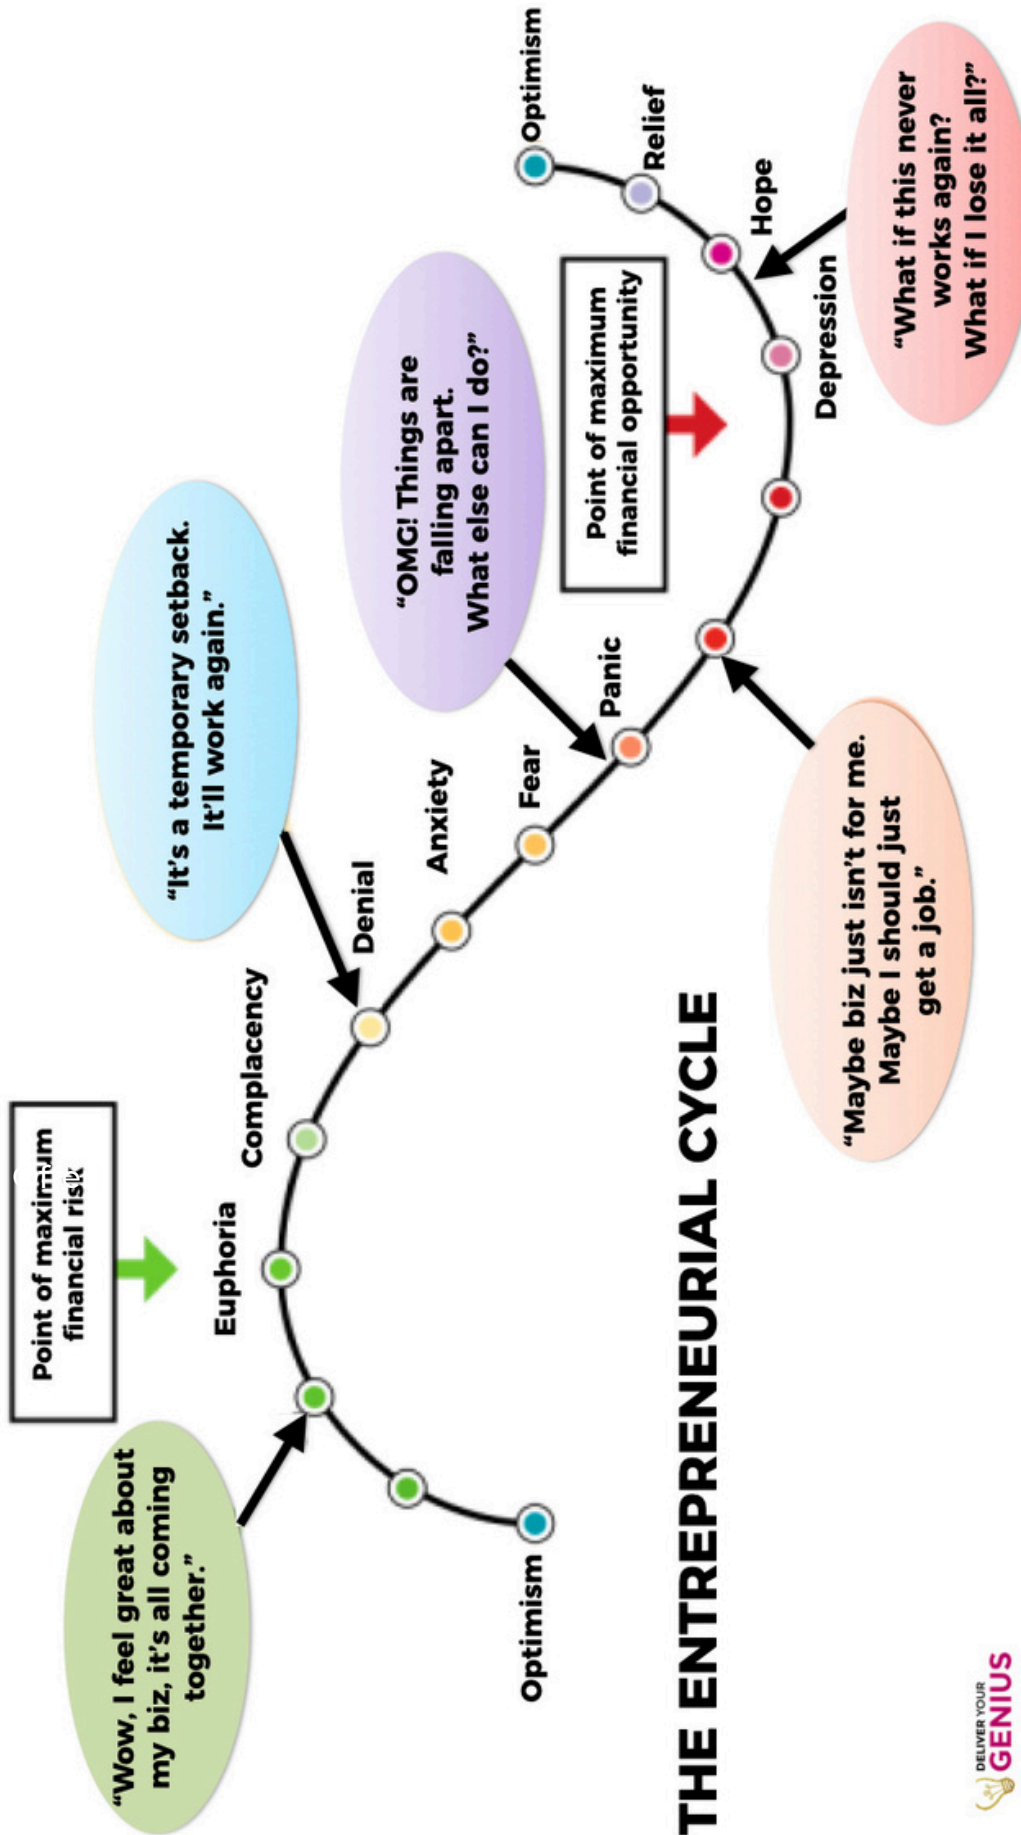 Point of maximum
financial risk
“Wow, I feel great about
my biz, it’s all coming
together.”
Optimism
Euphoria
Complacency
“It’s a temporary setback.
It’ll work again.”
Denial
Anxiety
Fear
“OMG! Things are
falling apart.
What else can I do?”
Panic
Point of maximum
financial opportunity
“Maybe biz just isn’t for me.
Maybe I should just
get a job.”
Depression
“What if this never
works again?
What if I lose it all?”
Hope
Relief
Optimism
THE ENTREPRENEURIAL CYCLE
DELIVER YOUR
GENIUS